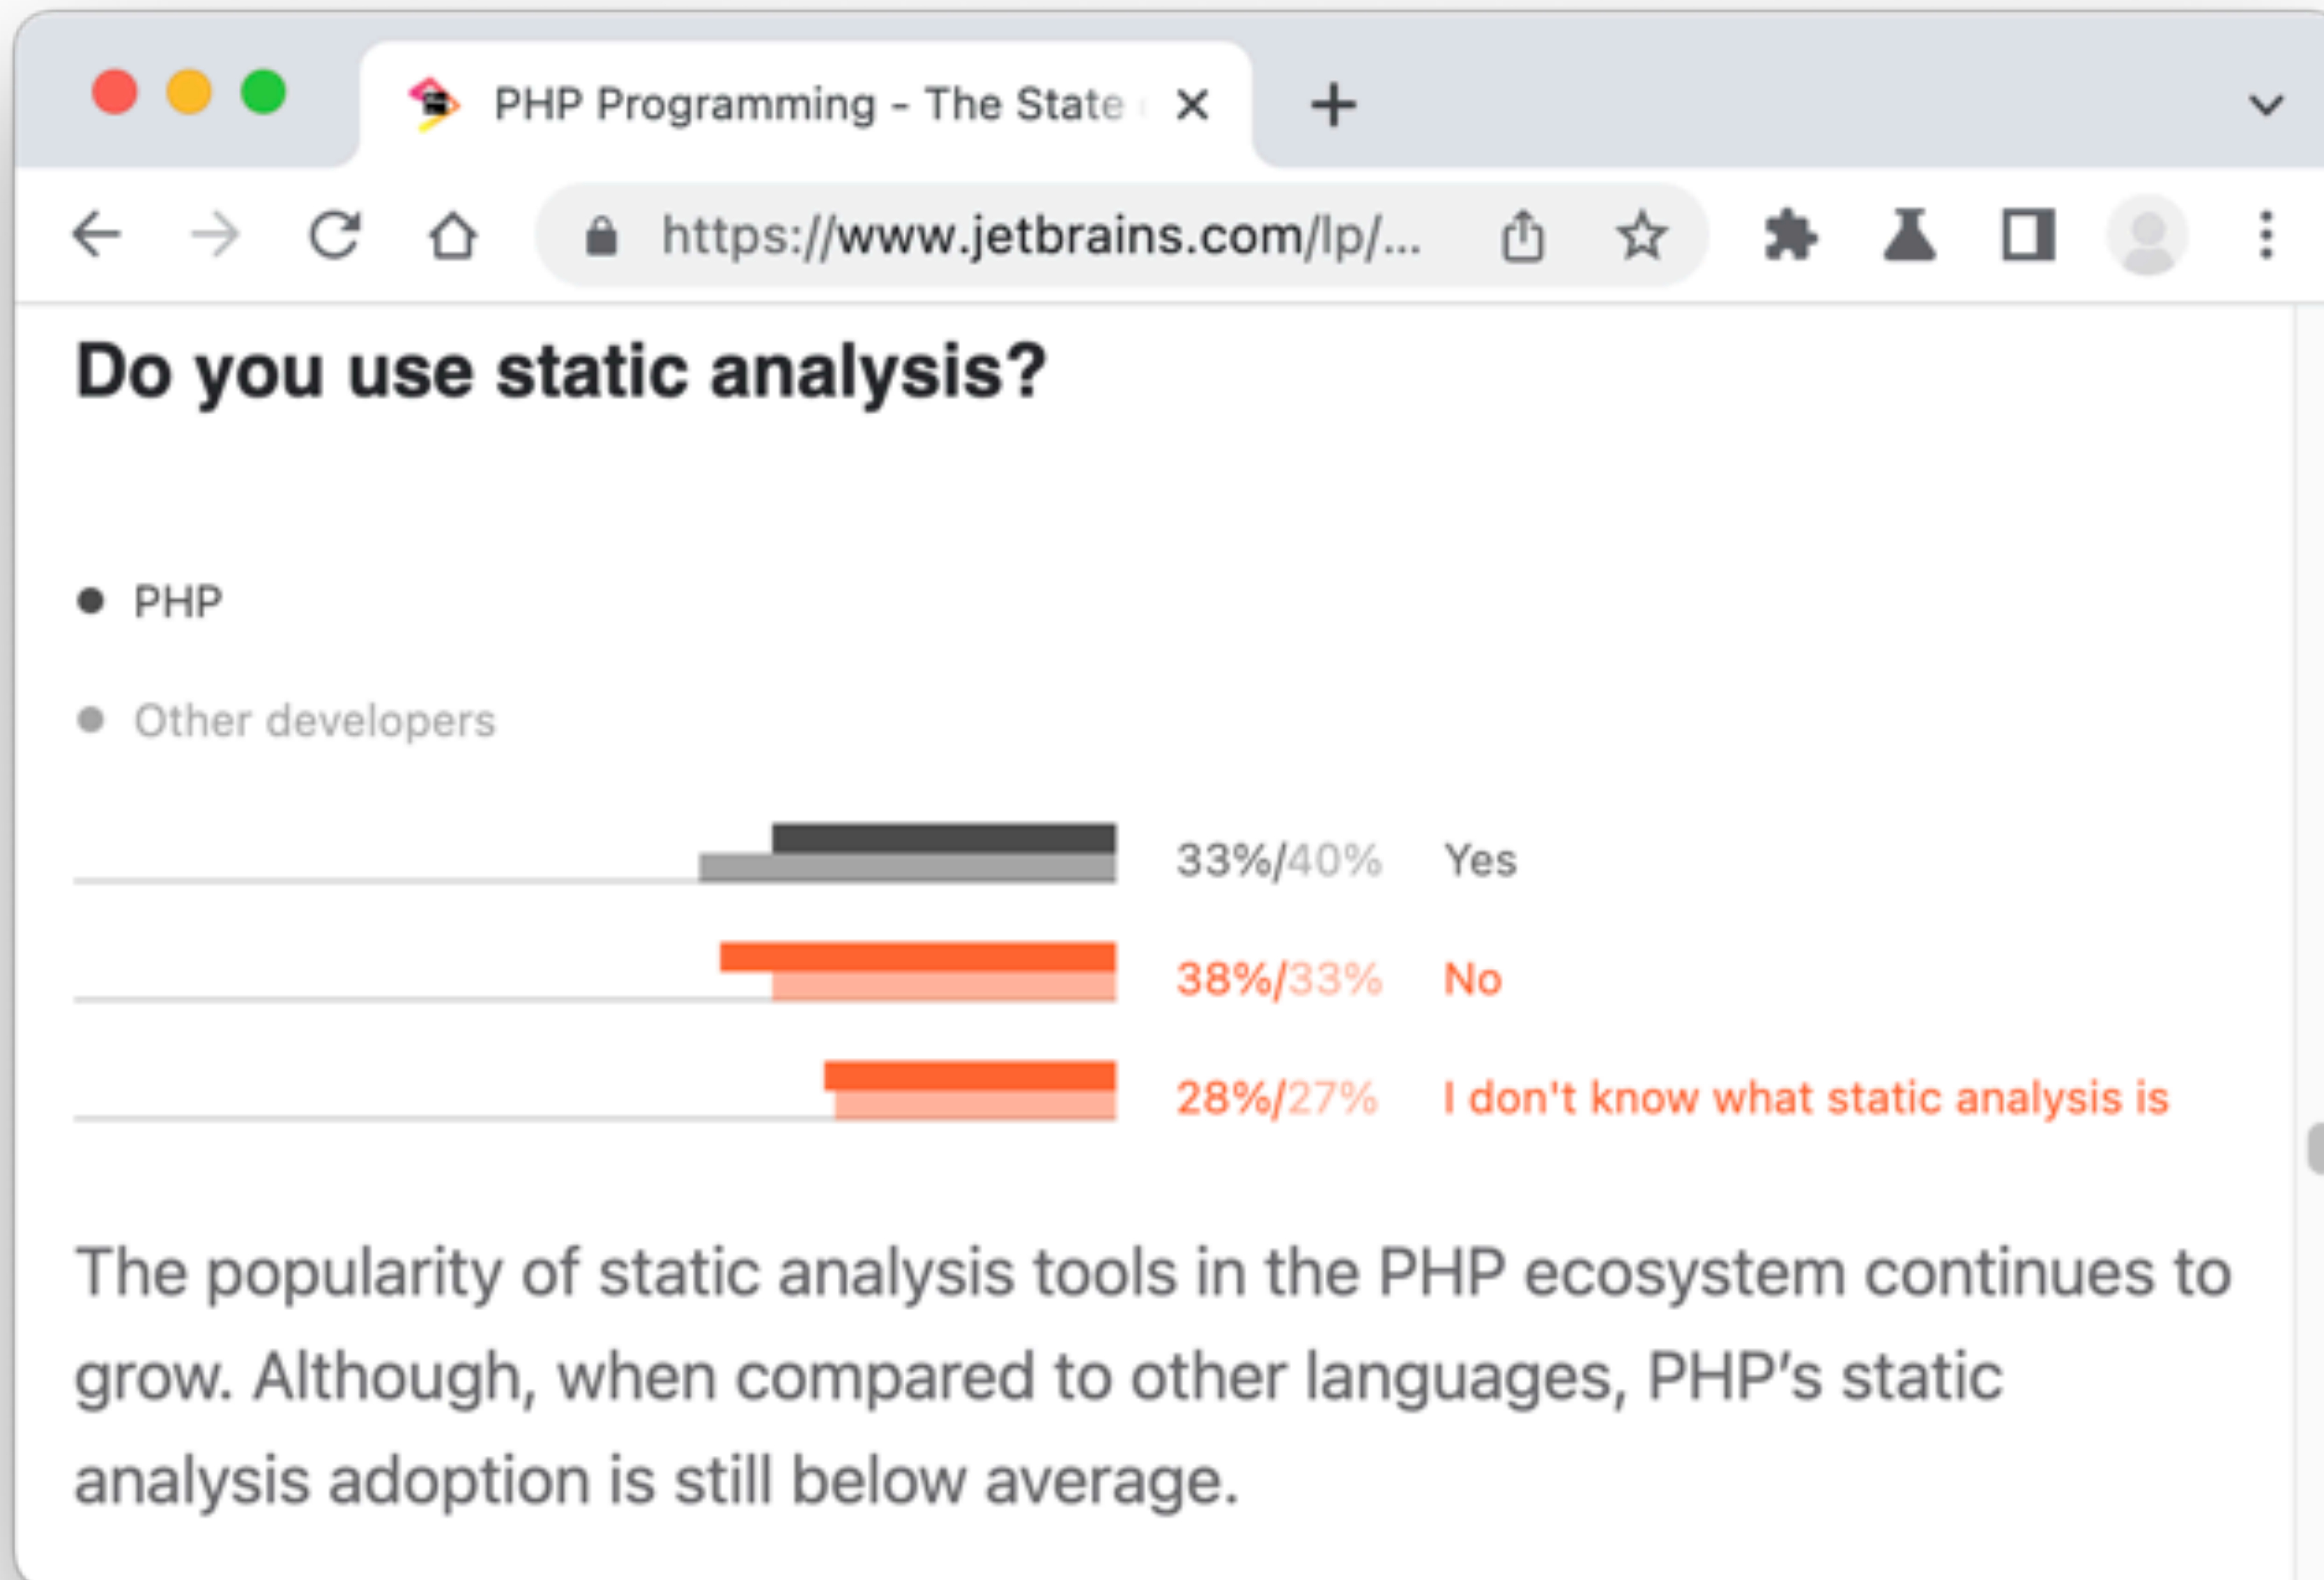 PHP Programming - The State
https://www.jetbrains.com/lp/...
Do you use static analysis?
PHP
Other developers
33%/40% Yes
38%/33% No
28%/27% I don't know what static analysis is
The popularity of static analysis tools in the PHP ecosystem continues to
grow. Although, when compared to other languages, PHP’s static
analysis adoption is still below average.